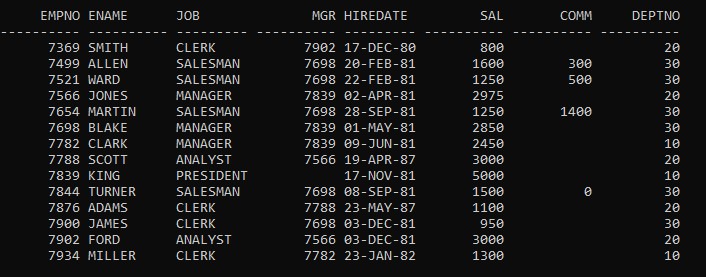 EMPNO ENAME      JOB              MGR HIREDATE         SAL       COMM     DEPTNO
---------- ---------- --------- ---------- --------- ---------- ---------- ----------
      7369 SMITH      CLERK           7902 17-DEC-80        800                    20
      7499 ALLEN      SALESMAN        7698 20-FEB-81       1600        300         30
      7521 WARD       SALESMAN        7698 22-FEB-81       1250        500         30
      7566 JONES      MANAGER         7839 02-APR-81       2975                    20
      7654 MARTIN     SALESMAN        7698 28-SEP-81       1250       1400         30
      7698 BLAKE      MANAGER         7839 01-MAY-81       2850                    30
      7782 CLARK      MANAGER         7839 09-JUN-81       2450                    10
      7788 SCOTT      ANALYST         7566 19-APR-87       3000                    20
      7839 KING       PRESIDENT            17-NOV-81       5000                    10
      7844 TURNER     SALESMAN        7698 08-SEP-81       1500          0         30
      7876 ADAMS      CLERK           7788 23-MAY-87       1100                    20
      7900 JAMES      CLERK           7698 03-DEC-81        950                    30
      7902 FORD       ANALYST         7566 03-DEC-81       3000                    20
      7934 MILLER     CLERK           7782 23-JAN-82       1300                    10